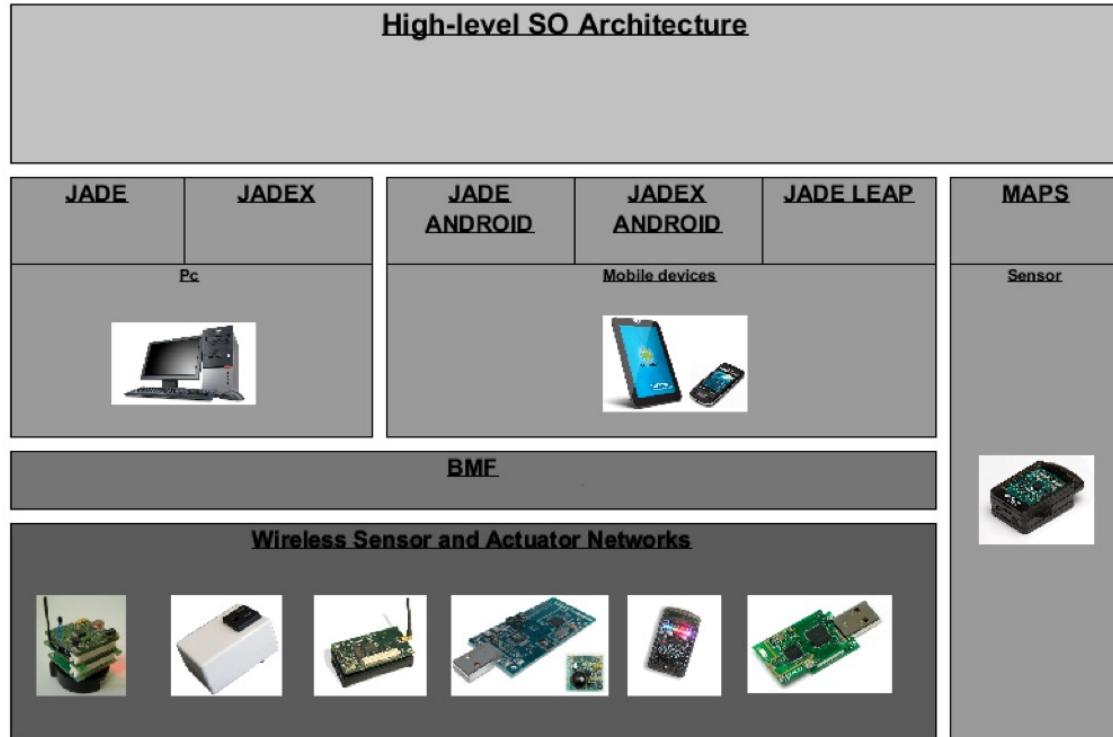 High-level SO Architecture
JADE
JADEX
JADE
ANDROID
JADEX
ANDROID
JADE LEAP
MAPS
Pc
Mobile devices
Sensor
BMF
Wireless Sensor and Actuator Networks